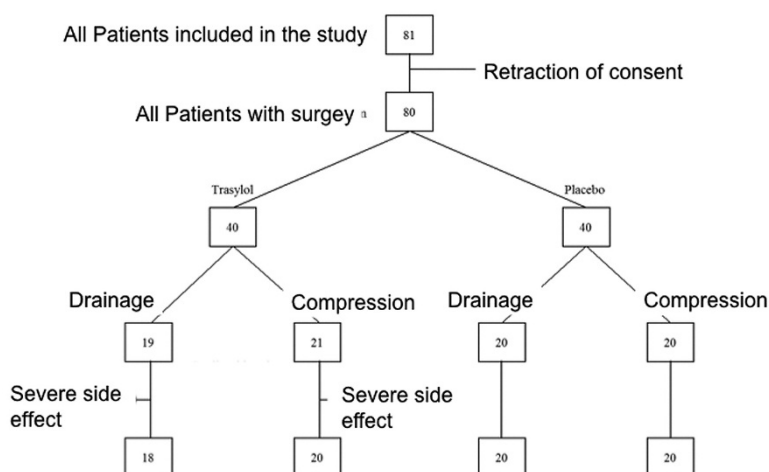 All Patients included in the study
81
Retraction of consent
All Patients with surgey n
80
Trasylol
Placebo
40
40
Drainage
Compression
Drainage
Compression
19
21
20
20
Severe side
effect
Severe side
effect
18
20
20
20